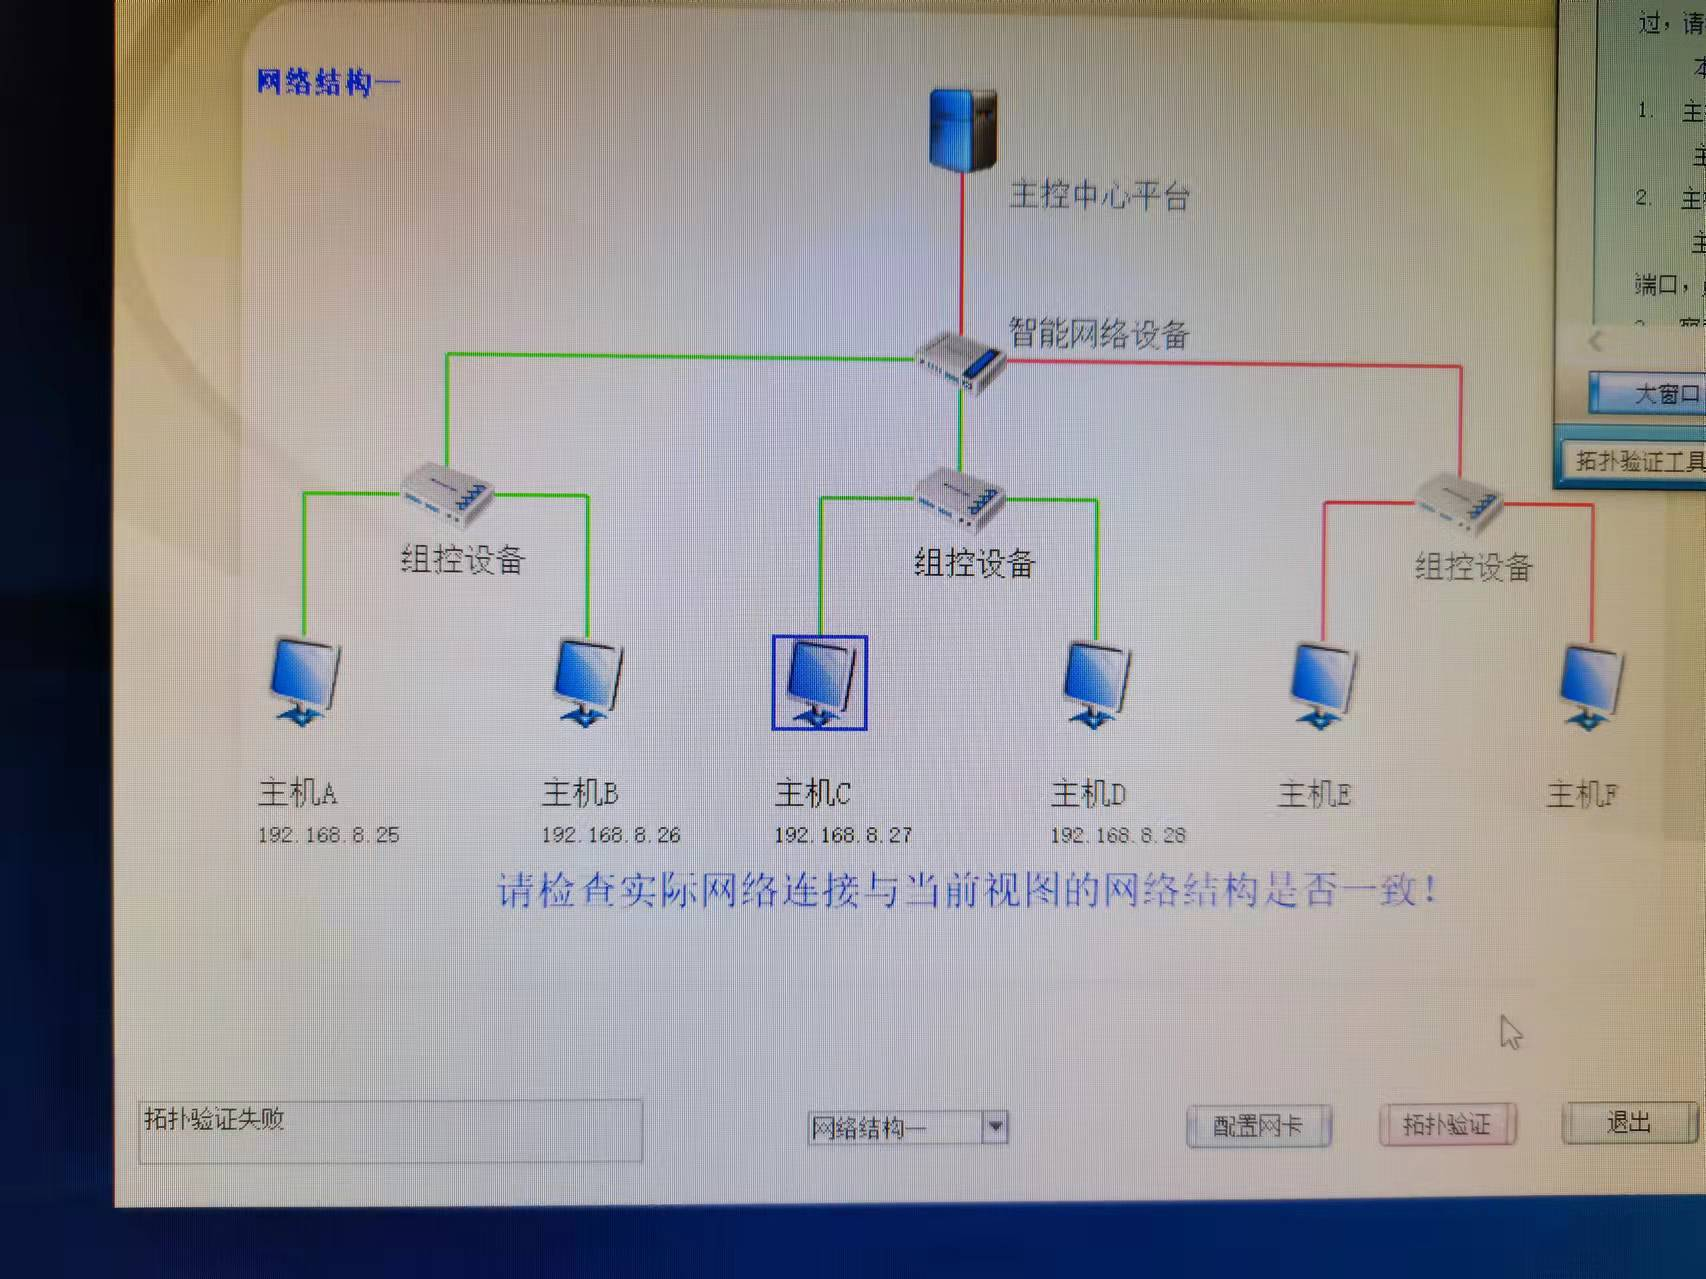 网络结构一
主控中心平台
智能网络设备
组控设备
组控设备
组控设备
主机A
主机B
主机C
主机D
主机E
主机F
192.168.8.25
192.168.8.26
192.168.8.27
192.168.8.28
请检查实际网络连接与当前视图的网络结构是否一致！
拓扑验证失败
网络结构一
配置网卡
拓扑验证
退出
过，请
本
1. 主
主
2. 主
主
端口，
大窗口
拓扑验证工具